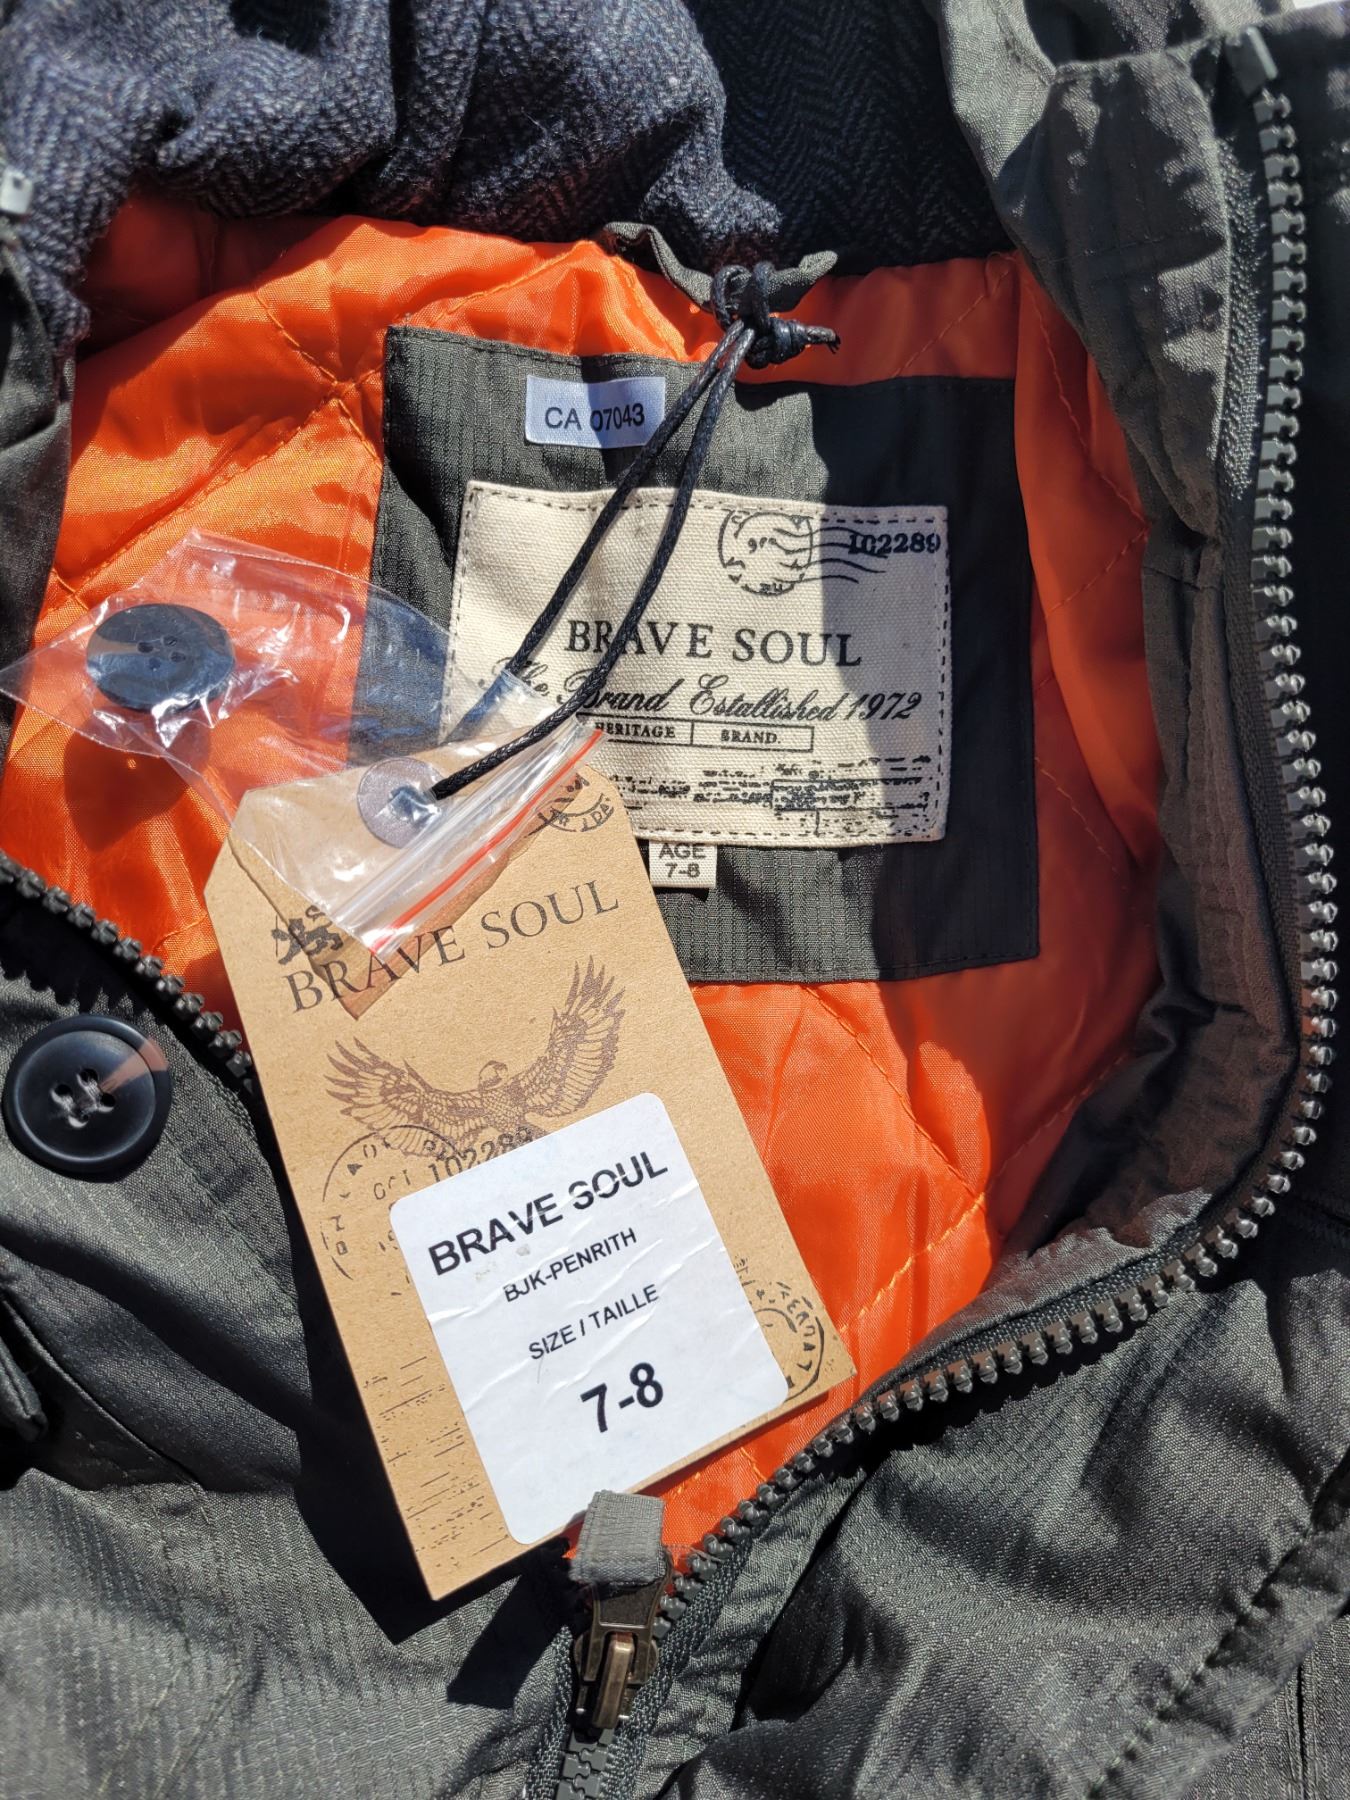 CA 07043
102289
BRAVE SOUL
The Brand Established 1972
HERITAGE BRAND.
AGE
7-8
BRAVE SOUL
102289
BRAVE SOUL
BJK-PENRITH
SIZE / TAILLE
7-8